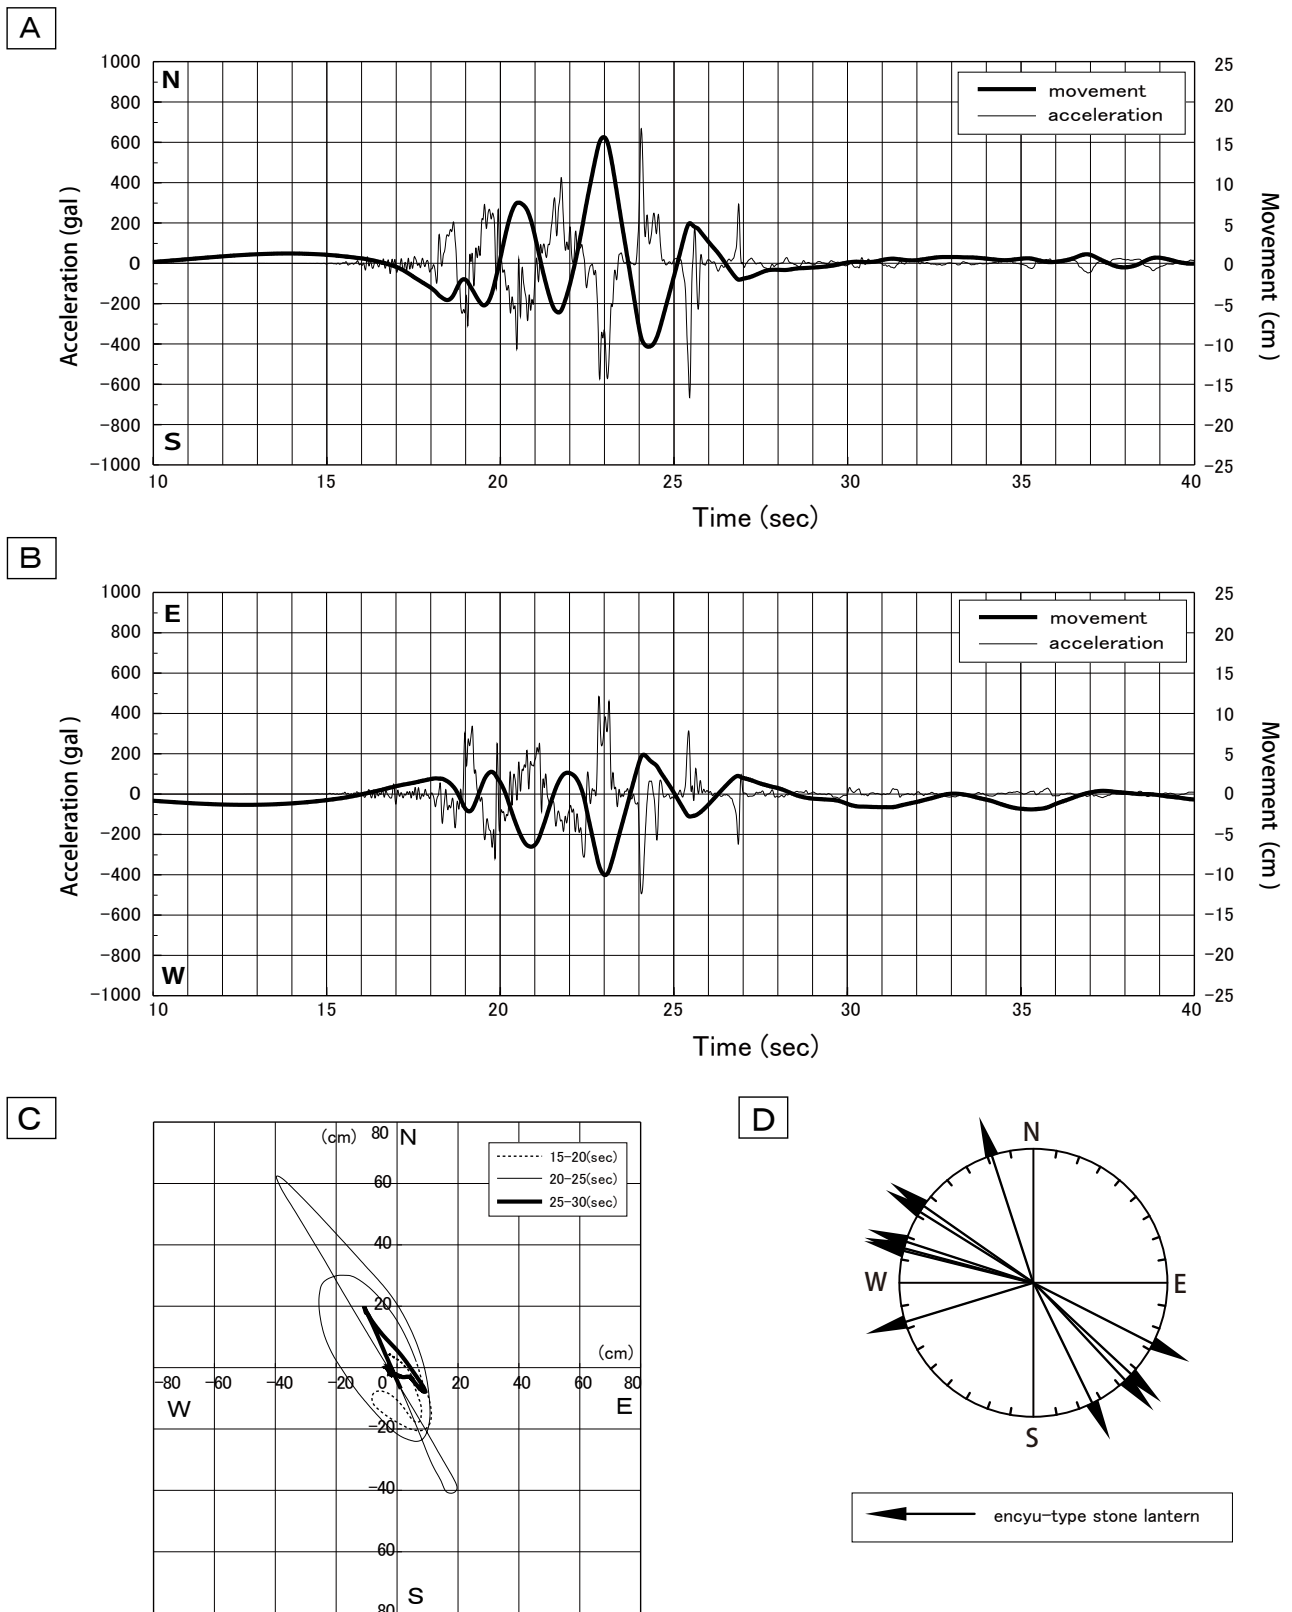 A
1000
800
600
400
200
0
-200
-400
-600
-800
-1000
Acceleration (gal)
N
S
movement
acceleration
25
20
15
10
5
0
-5
-10
-15
-20
-25
Movement (cm)
10 15 20 25 30 35 40
Time (sec)
B
1000
800
600
400
200
0
-200
-400
-600
-800
-1000
Acceleration (gal)
E
W
movement
acceleration
25
20
15
10
5
0
-5
-10
-15
-20
-25
Movement (cm)
10 15 20 25 30 35 40
Time (sec)
C
(cm) 80 N
15-20(sec)
20-25(sec)
25-30(sec)
60
40
20
(cm)
-80 -60 -40 -20 0 20 40 60 80
W E
-20
-40
60
S
80
D
N
W E
S
encyu-type stone lantern